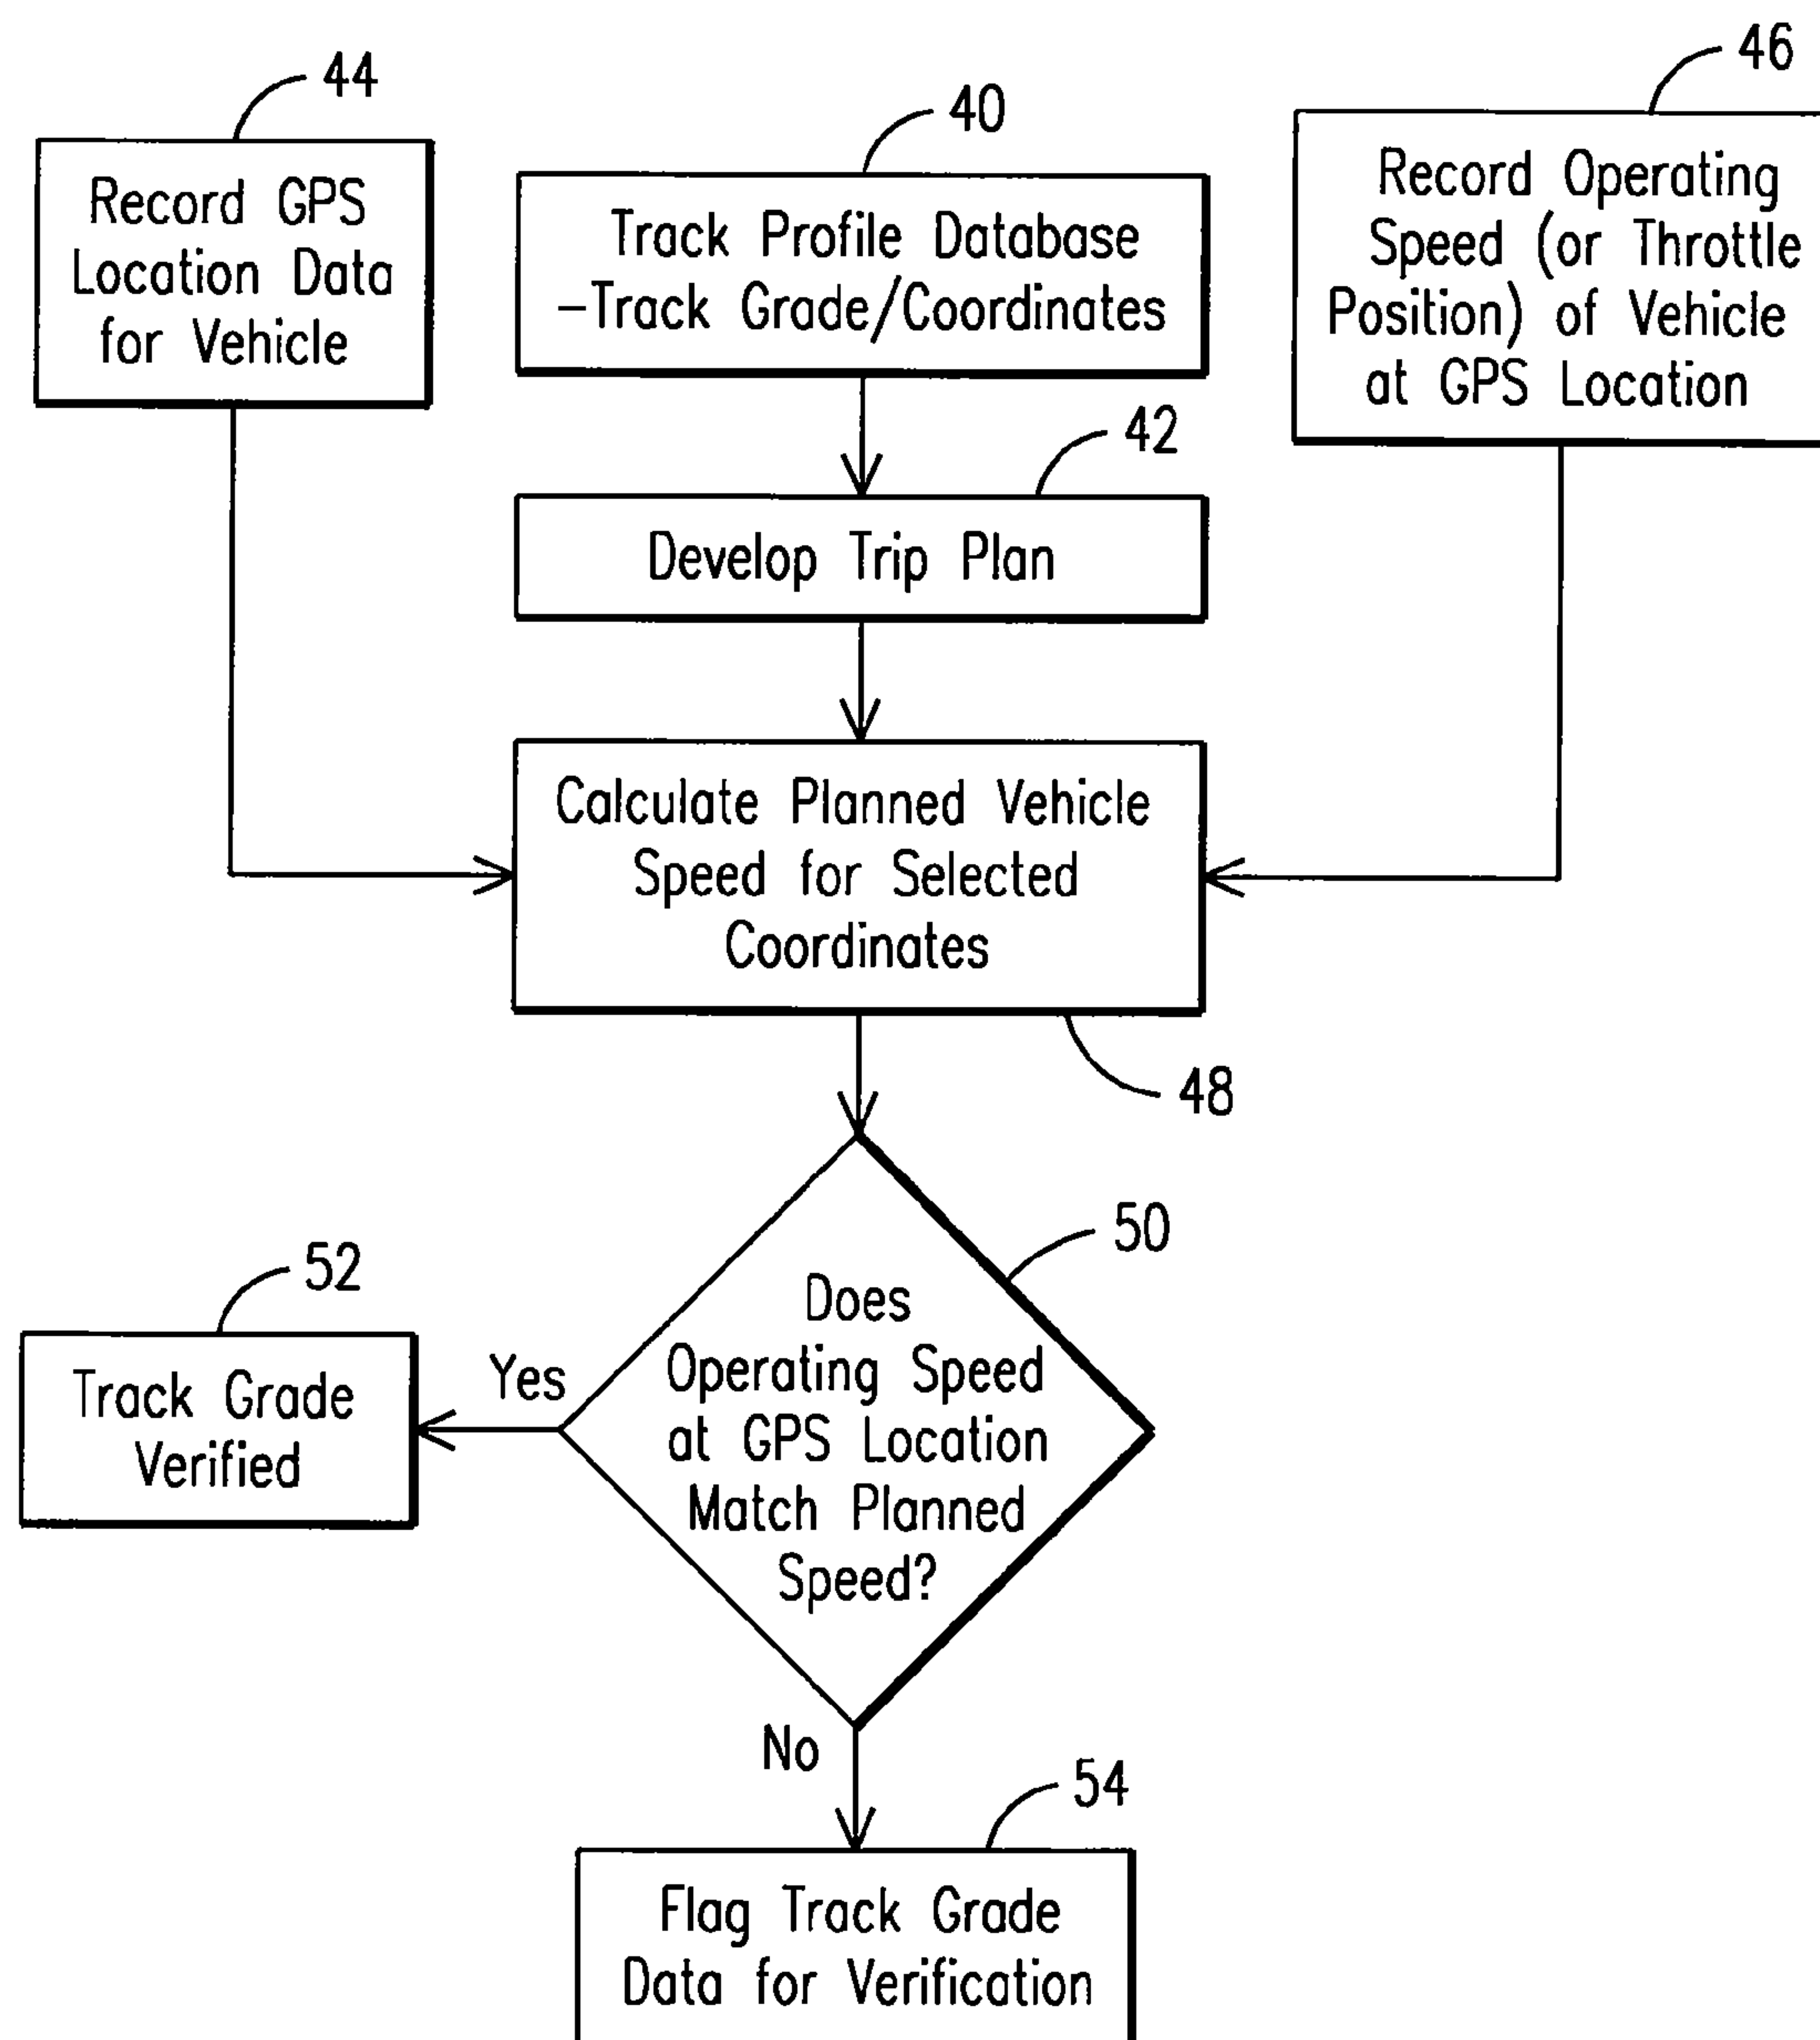 44
Record GPS
Location Data
for Vehicle
40
Track Profile Database
-Track Grade/Coordinates
46
Record Operating
Speed (or Throttle
Position) of Vehicle
at GPS Location
42
Develop Trip Plan
Calculate Planned Vehicle
Speed for Selected
Coordinates
48
50
Does
Operating Speed
at GPS Location
Match Planned
Speed?
Yes
52
Track Grade
Verified
No
54
Flag Track Grade
Data for Verification